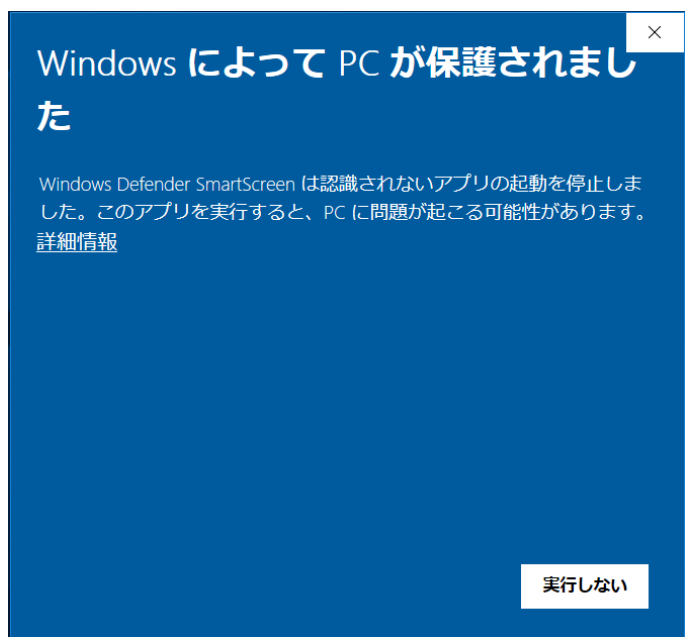 Windows によって PC が保護されまし
た
Windows Defender SmartScreen は認識されないアプリの起動を停止しま
した。このアプリを実行すると、PC に問題が起こる可能性があります。
詳細情報
実行しない